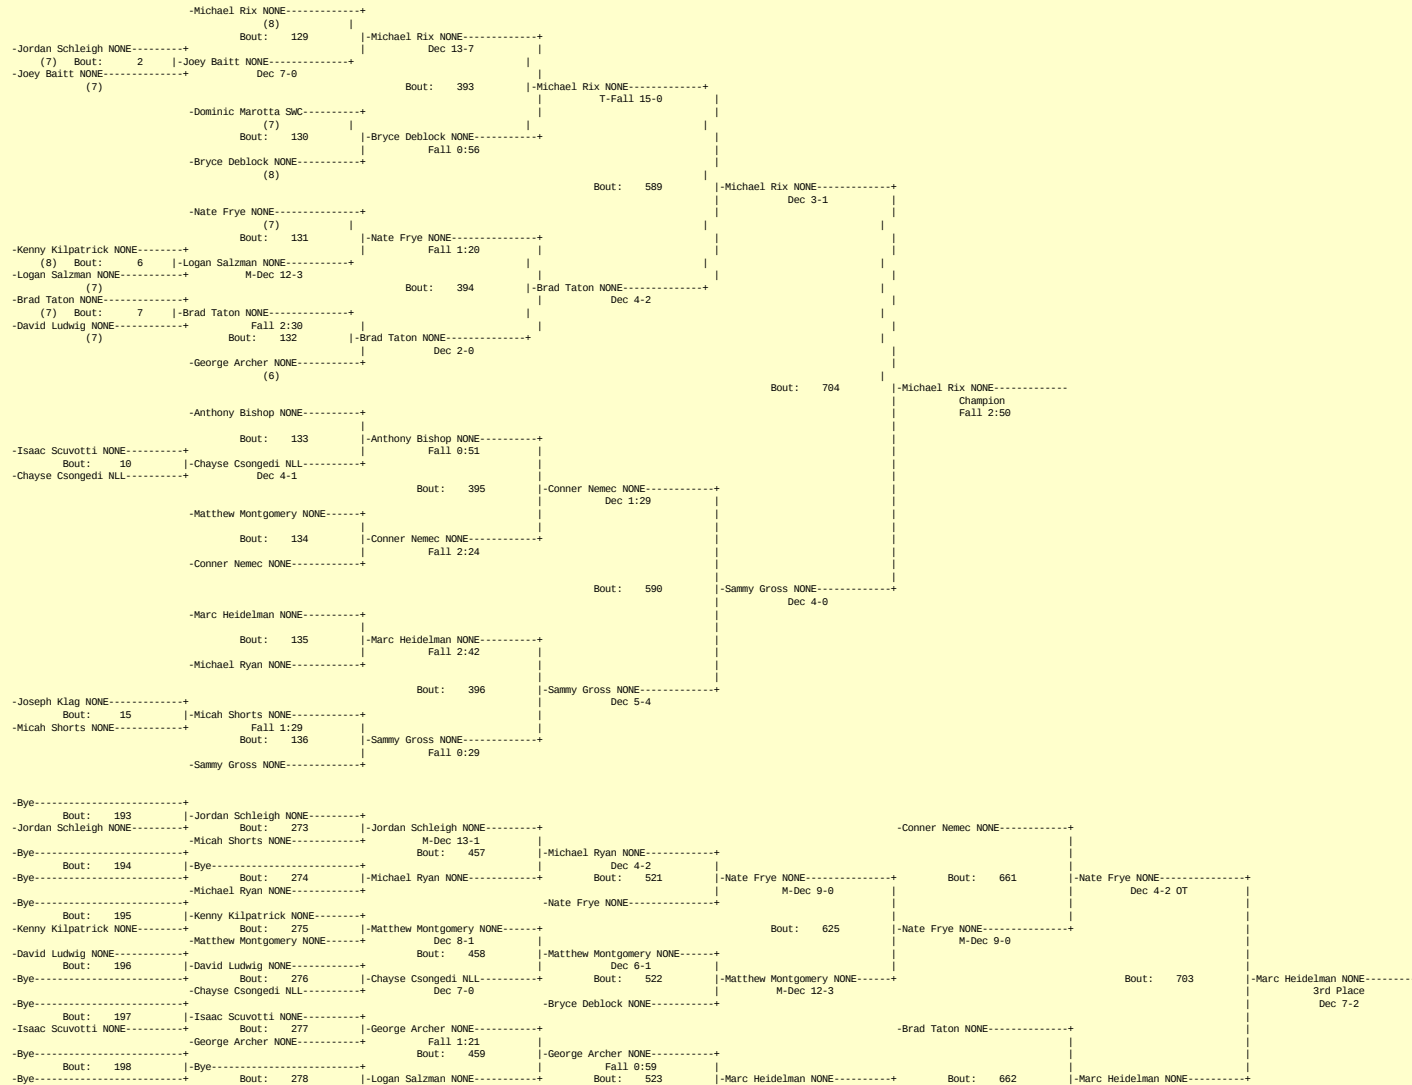 -Michael Rix NONE-------------+
(8) |
Bout: 129 |-Michael Rix NONE-------------+
-Jordan Schleigh NONE---------+ | Dec 13-7 |
(7) Bout: 2 |-Joey Baitt NONE--------------+ |
-Joey Baitt NONE--------------+ Dec 7-0 |
(7) Bout: 393 |-Michael Rix NONE-------------+
| T-Fall 15-0 |
-Dominic Marotta SWC----------+ | |
(7) | | |
Bout: 130 |-Bryce Deblock NONE-----------+ |
| Fall 0:56 |
-Bryce Deblock NONE-----------+ |
(8) |
Bout: 589 |-Michael Rix NONE-------------+
| Dec 3-1 |
-Nate Frye NONE---------------+ | |
(7) | | |
Bout: 131 |-Nate Frye NONE---------------+ | |
-Kenny Kilpatrick NONE--------+ | Fall 1:20 | | |
(8) Bout: 6 |-Logan Salzman NONE-----------+ | | |
-Logan Salzman NONE-----------+ M-Dec 12-3 | | |
(7) Bout: 394 |-Brad Taton NONE--------------+ |
-Brad Taton NONE--------------+ | Dec 4-2 |
(7) Bout: 7 |-Brad Taton NONE--------------+ | |
-David Ludwig NONE------------+ Fall 2:30 | | |
(7) Bout: 132 |-Brad Taton NONE--------------+ |
| Dec 2-0 |
-George Archer NONE-----------+ |
(6) |
Bout: 704 |-Michael Rix NONE-------------
| Champion
-Anthony Bishop NONE----------+ | Fall 2:50
| |
Bout: 133 |-Anthony Bishop NONE----------+ |
-Isaac Scuvotti NONE----------+ | Fall 0:51 | |
Bout: 10 |-Chayse Csongedi NLL----------+ | |
-Chayse Csongedi NLL----------+ Dec 4-1 | |
Bout: 395 |-Conner Nemec NONE------------+ |
| Dec 1:29 | |
-Matthew Montgomery NONE------+ | | |
| | | |
Bout: 134 |-Conner Nemec NONE------------+ | |
| Fall 2:24 | |
-Conner Nemec NONE------------+ | |
Bout: 590 |-Sammy Gross NONE-------------+
| Dec 4-0
-Marc Heidelman NONE----------+ |
| |
Bout: 135 |-Marc Heidelman NONE----------+ |
| Fall 2:42 | |
-Michael Ryan NONE------------+ | |
| |
Bout: 396 |-Sammy Gross NONE-------------+
-Joseph Klag NONE-------------+ | Dec 5-4
Bout: 15 |-Micah Shorts NONE------------+ |
-Micah Shorts NONE------------+ Fall 1:29 | |
Bout: 136 |-Sammy Gross NONE-------------+
| Fall 0:29
-Sammy Gross NONE-------------+
-Bye--------------------------+
Bout: 193 |-Jordan Schleigh NONE---------+
-Jordan Schleigh NONE---------+ Bout: 273 |-Jordan Schleigh NONE---------+ -Conner Nemec NONE------------+
-Micah Shorts NONE------------+ M-Dec 13-1 | |
-Bye--------------------------+ Bout: 457 |-Michael Ryan NONE------------+ |
Bout: 194 |-Bye--------------------------+ | Dec 4-2 | |
-Bye--------------------------+ Bout: 274 |-Michael Ryan NONE------------+ Bout: 521 |-Nate Frye NONE---------------+ Bout: 661 |-Nate Frye NONE---------------+
-Michael Ryan NONE------------+ | M-Dec 9-0 | | Dec 4-2 OT |
-Bye--------------------------+ -Nate Frye NONE---------------+ | | |
Bout: 195 |-Kenny Kilpatrick NONE--------+ | | |
-Kenny Kilpatrick NONE--------+ Bout: 275 |-Matthew Montgomery NONE------+ Bout: 625 |-Nate Frye NONE---------------+ |
-Matthew Montgomery NONE------+ Dec 8-1 | | M-Dec 9-0 |
-David Ludwig NONE------------+ Bout: 458 |-Matthew Montgomery NONE------+ | |
Bout: 196 |-David Ludwig NONE------------+ | Dec 6-1 | | |
-Bye--------------------------+ Bout: 276 |-Chayse Csongedi NLL----------+ Bout: 522 |-Matthew Montgomery NONE------+ Bout: 703 |-Marc Heidelman NONE--------
-Chayse Csongedi NLL----------+ Dec 7-0 | M-Dec 12-3 | 3rd Place
-Bye--------------------------+ -Bryce Deblock NONE-----------+ | Dec 7-2
Bout: 197 |-Isaac Scuvotti NONE----------+ |
-Isaac Scuvotti NONE----------+ Bout: 277 |-George Archer NONE-----------+ -Brad Taton NONE--------------+ |
-George Archer NONE-----------+ Fall 1:21 | | |
-Bye--------------------------+ Bout: 459 |-George Archer NONE-----------+ | |
Bout: 198 |-Bye--------------------------+ | Fall 0:59 | | |
-Bye--------------------------+ Bout: 278 |-Logan Salzman NONE-----------+ Bout: 523 |-Marc Heidelman NONE----------+ Bout: 662 |-Marc Heidelman NONE----------+